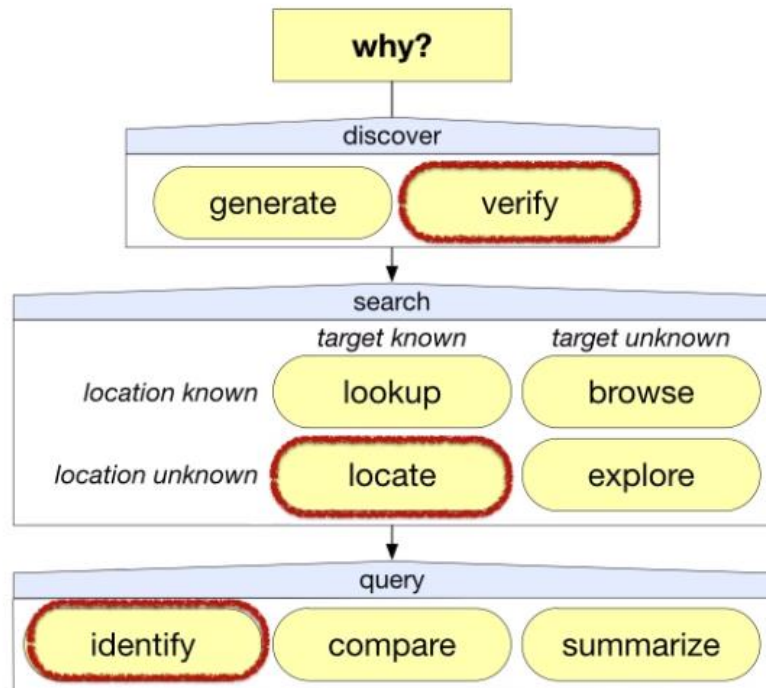 why?
discover
generate verify
search
target known target unknown
location known lookup browse
location unknown locate explore
query
identify compare summarize